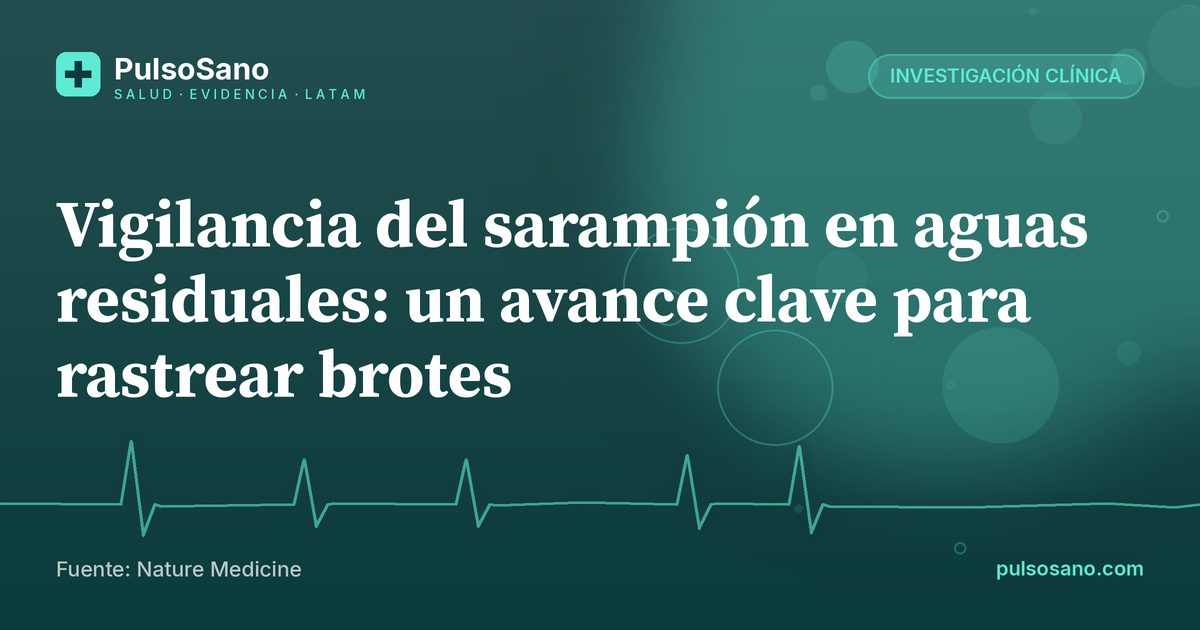 PulsoSano
SALUD · EVIDENCIA · LATAM
INVESTIGACIÓN CLÍNICA
Vigilancia del sarampión en aguas
residuales: un avance clave para
rastrear brotes
Fuente: Nature Medicine
pulsosano.com